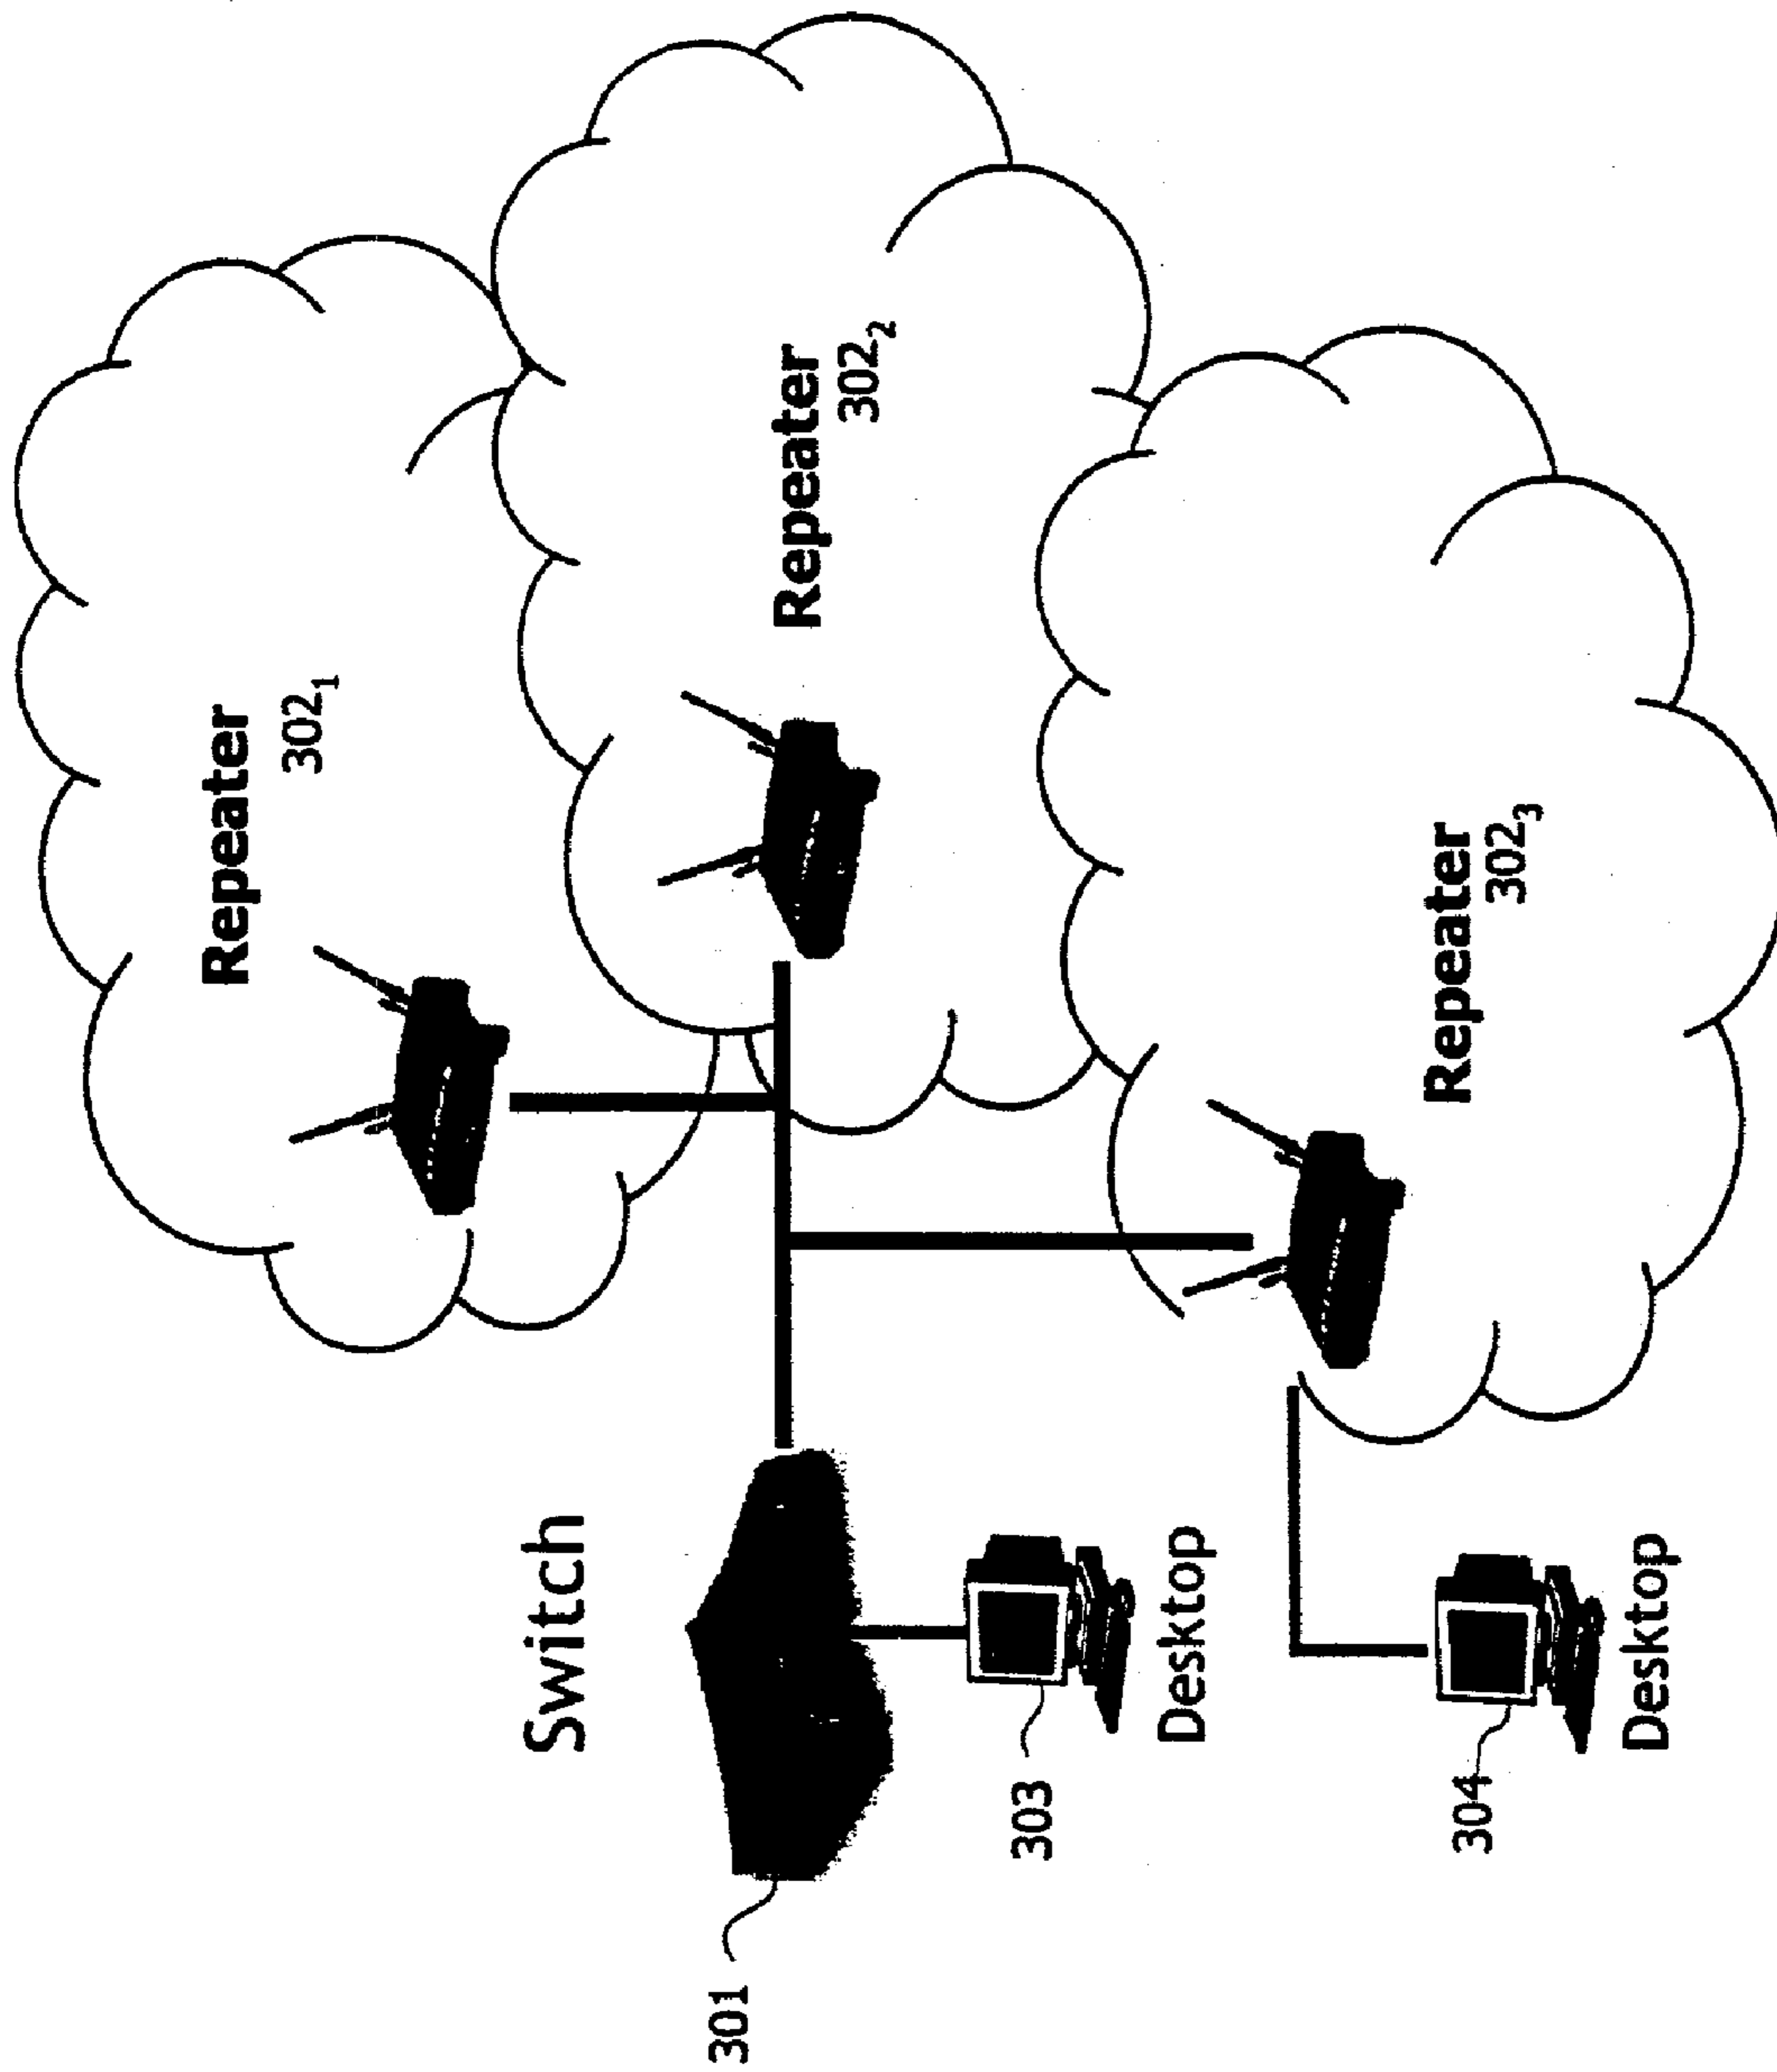 Repeater
302₁
Repeater
302₂
Repeater
302₃
Switch
301
303
Desktop
304
Desktop